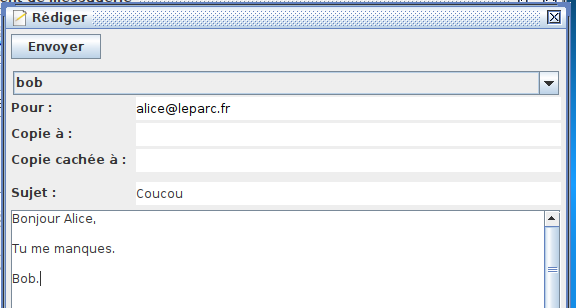 Rédiger
Envoyer
bob
Pour :
alice@leparc.fr
Copie à :
Copie cachée à :
Sujet :
Coucou
Bonjour Alice,
Tu me manques.
Bob.